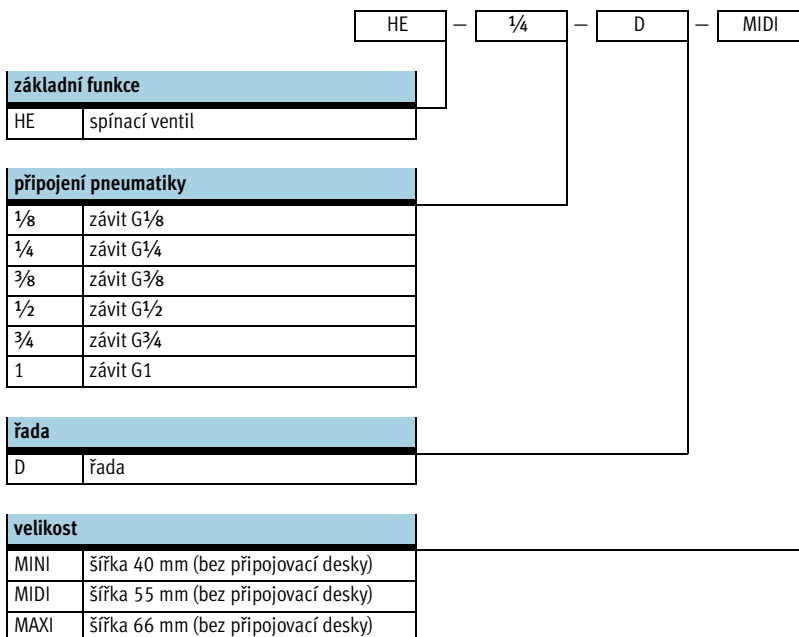 HE – ¼ – D – MIDI
základní funkce
HE spínací ventil
připojení pneumatiky
⅛ závit G⅛
¼ závit G¼
⅜ závit G⅜
½ závit G½
¾ závit G¾
1 závit G1
řada
D řada
velikost
MINI šířka 40 mm (bez připojovací desky)
MIDI šířka 55 mm (bez připojovací desky)
MAXI šířka 66 mm (bez připojovací desky)